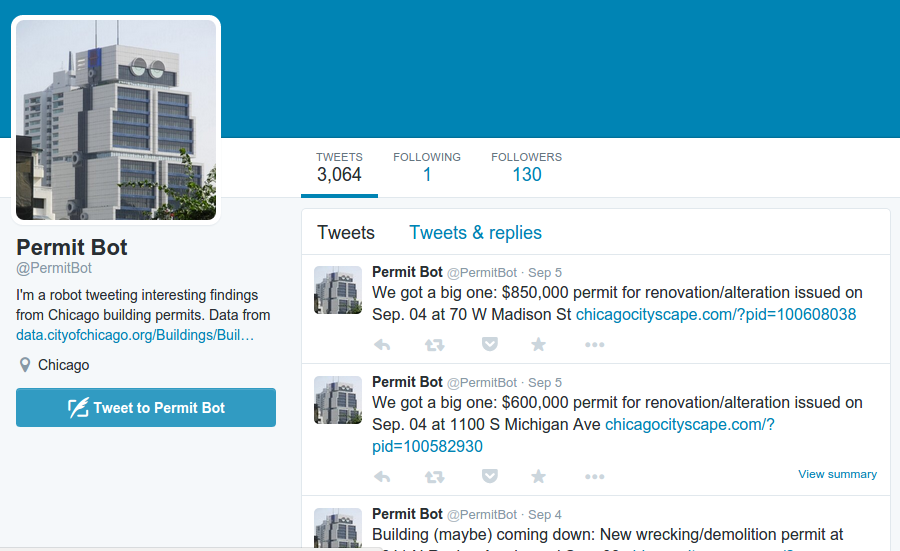 TWEETS
3,064
FOLLOWING
1
FOLLOWERS
130
Permit Bot
@PermitBot
I'm a robot tweeting interesting findings
from Chicago building permits. Data from
data.cityofchicago.org/Buildings/Buil…
Chicago
Tweet to Permit Bot
Tweets Tweets & replies
Permit Bot @PermitBot · Sep 5
We got a big one: $850,000 permit for renovation/alteration issued on
Sep. 04 at 70 W Madison St chicagocityscape.com/?pid=100608038
Permit Bot @PermitBot · Sep 5
We got a big one: $600,000 permit for renovation/alteration issued on
Sep. 04 at 1100 S Michigan Ave chicagocityscape.com/?
pid=100582930
View summary
Permit Bot @PermitBot · Sep 4
Building (maybe) coming down: New wrecking/demolition permit at